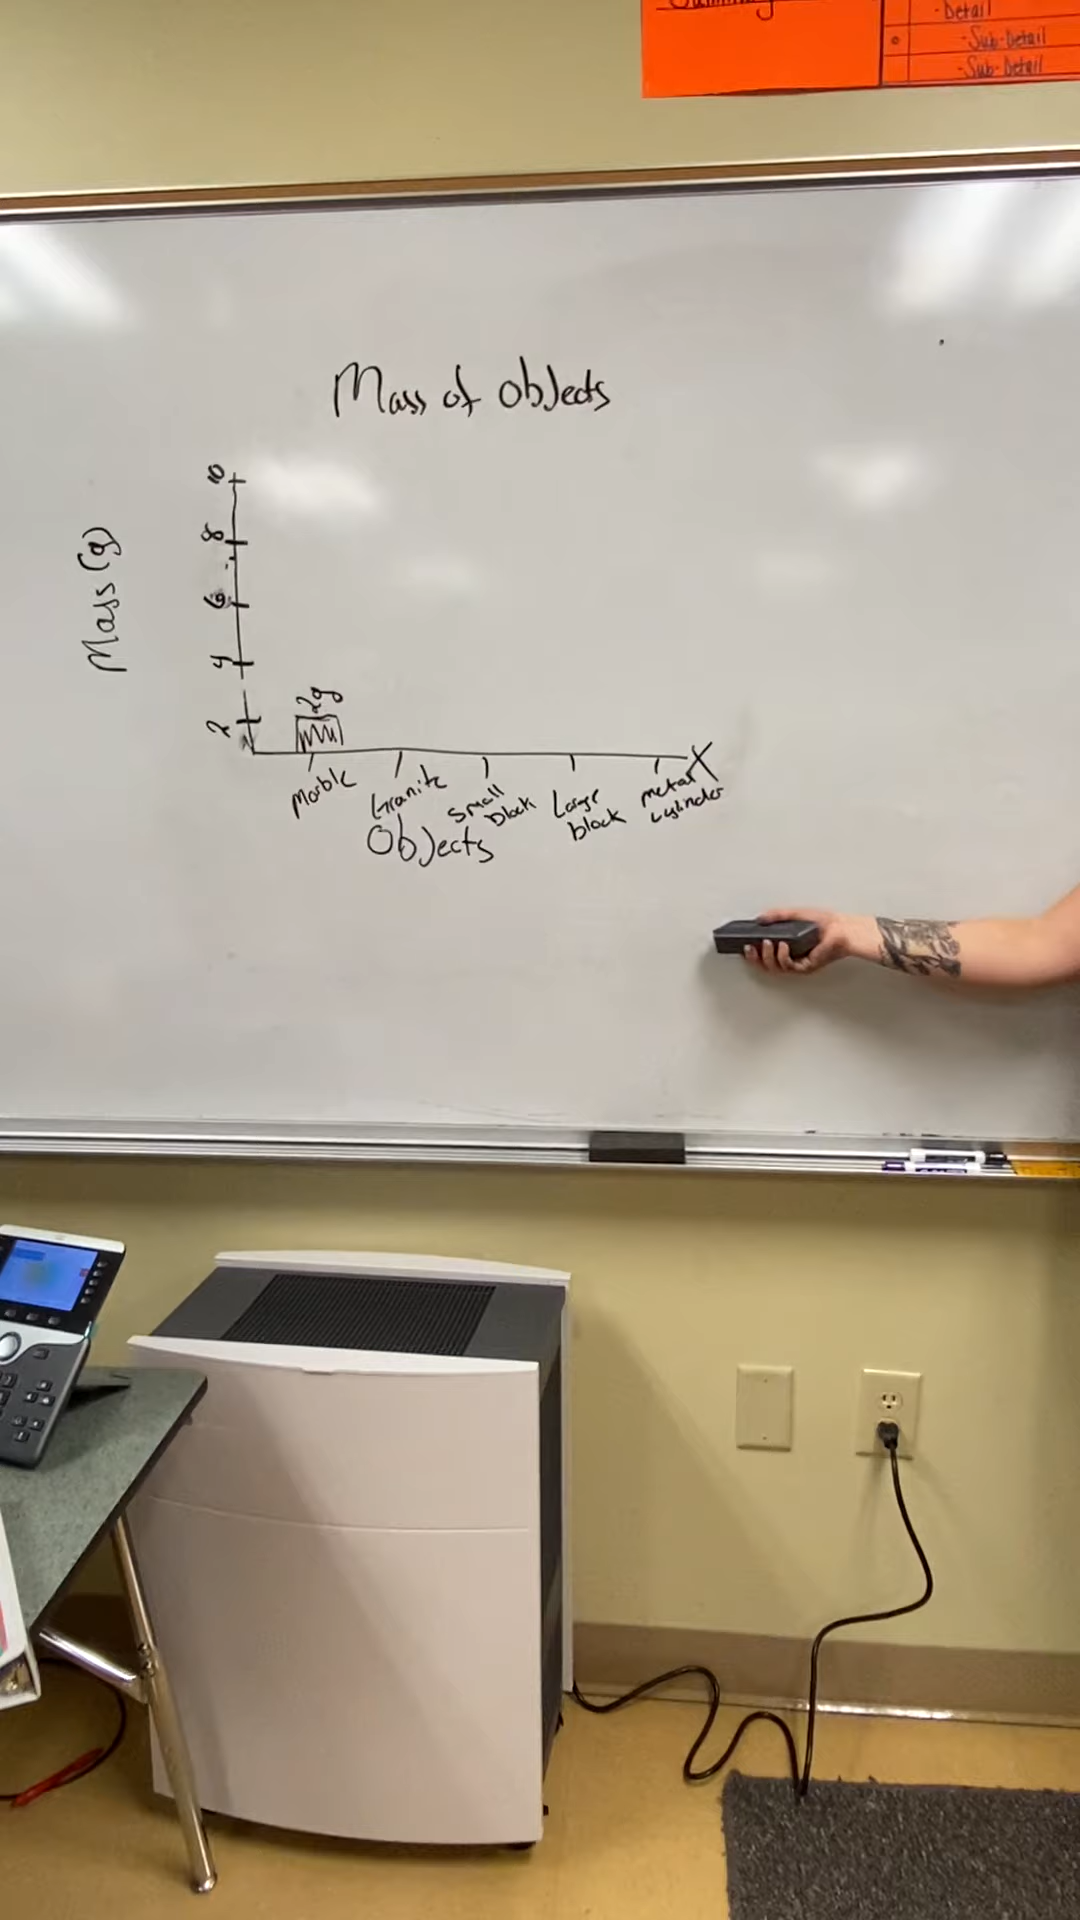 - Detail
- Sub-Detail
- Sub-Detail
Mass of Objects
Mass (g)
10
8
6
4
2
2g
Marble
Granite
Small block
Large block
metal cylinder
X
Objects